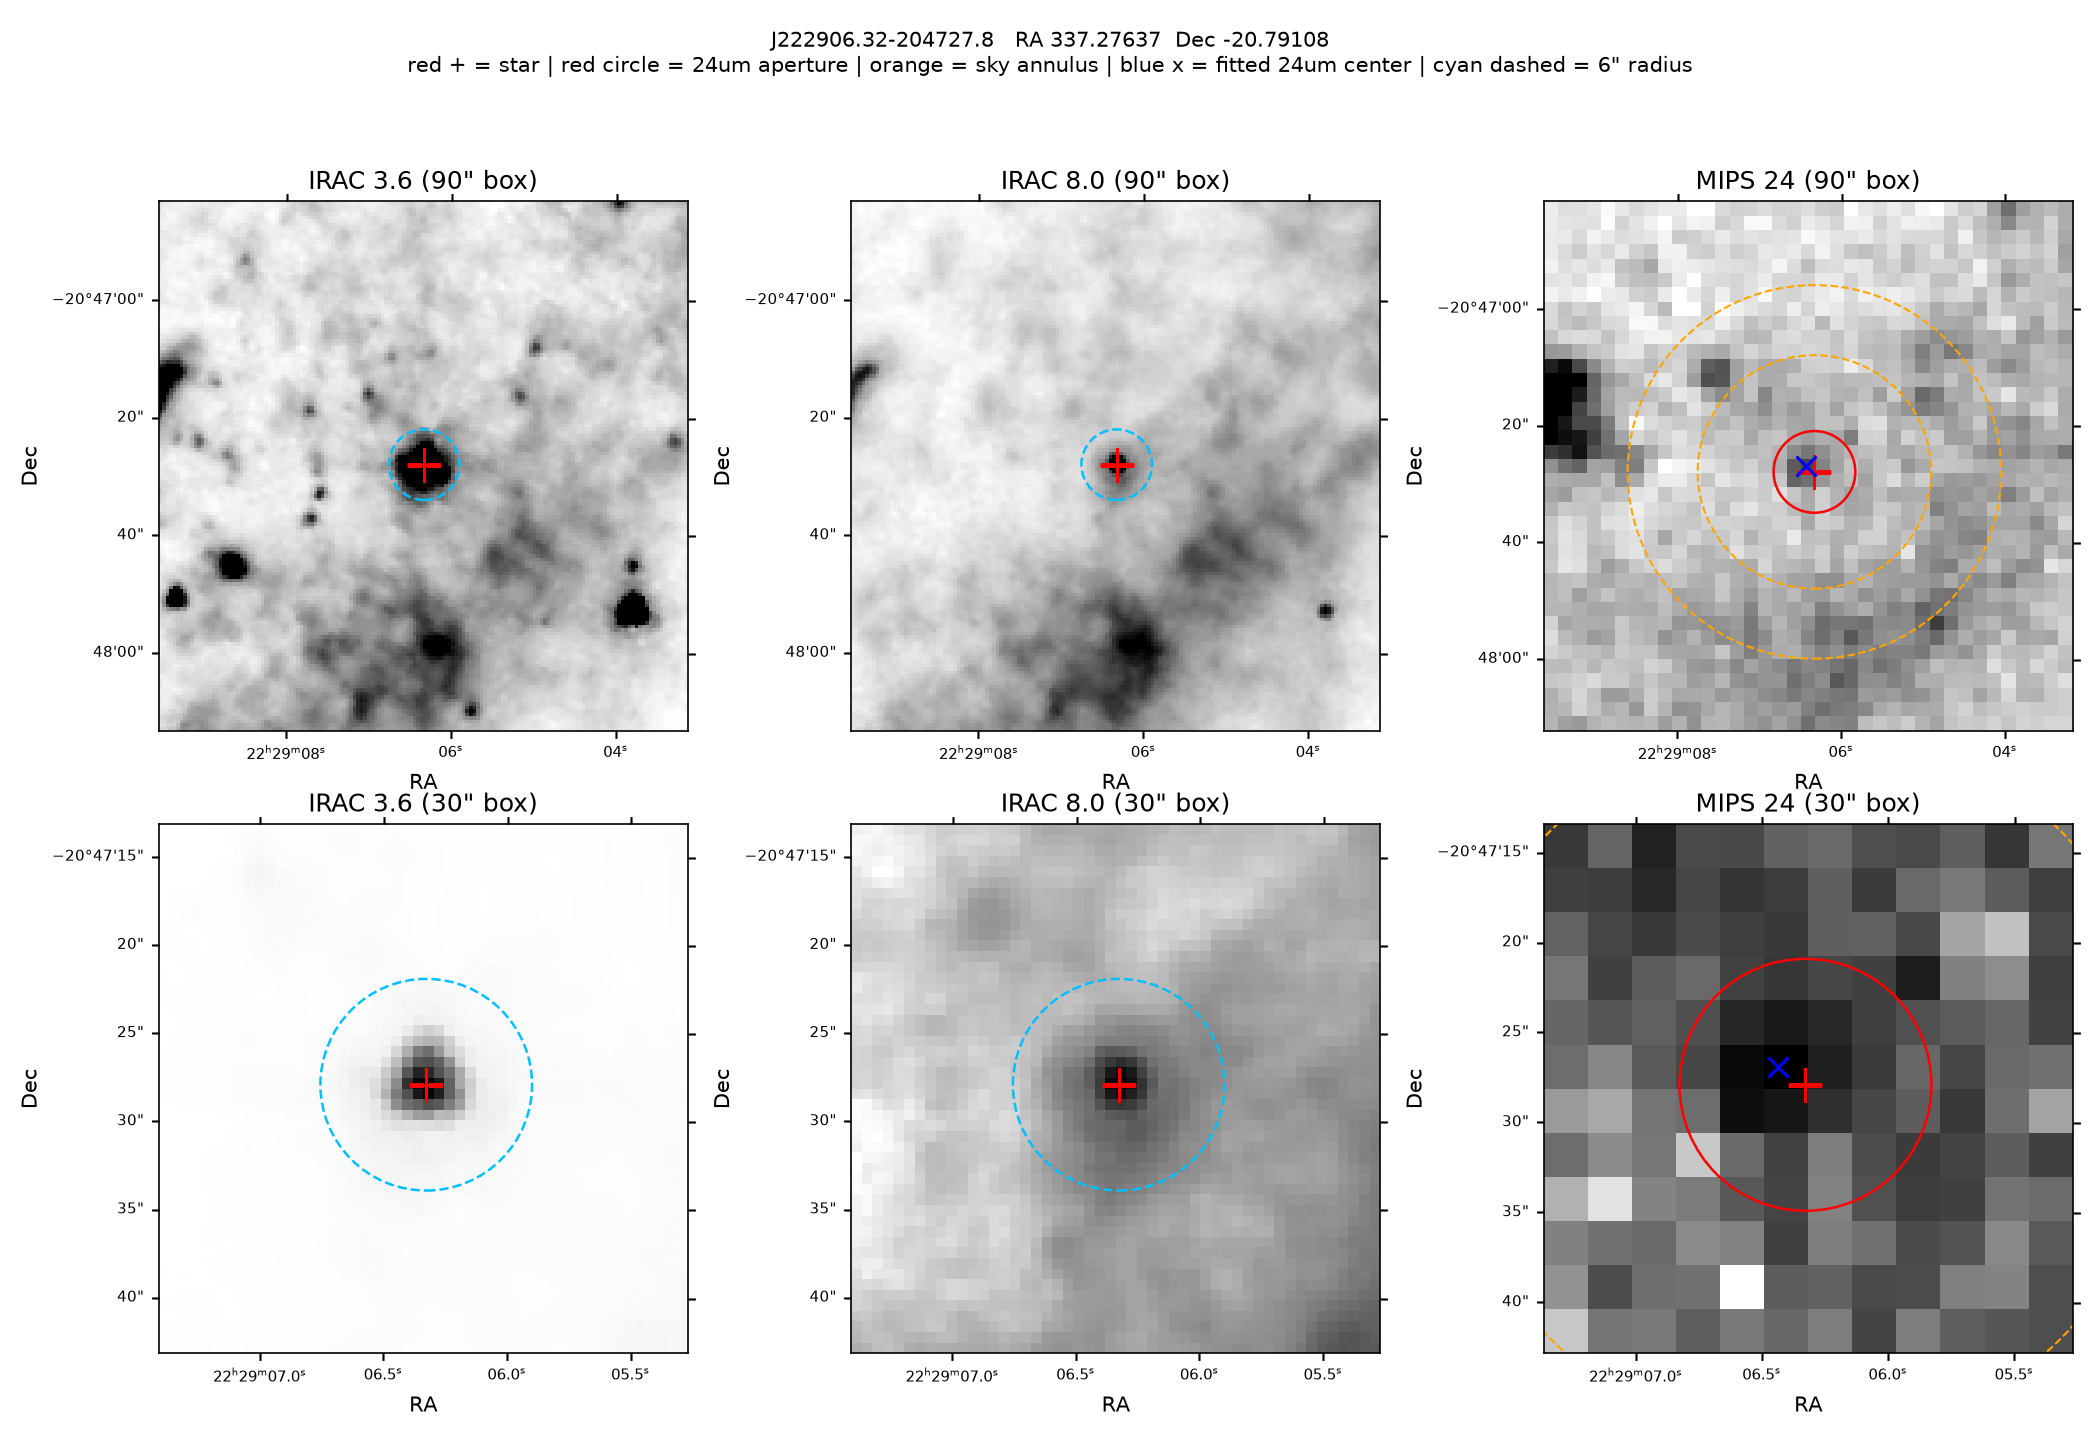 J222906.32-204727.8   RA 337.27637  Dec -20.79108
red + = star | red circle = 24um aperture | orange = sky annulus | blue x = fitted 24um center | cyan dashed = 6" radius
IRAC 3.6 (90" box)
−20°47'00"
20"
40"
48'00"
Dec
22ʰ29ᵐ08ˢ
06ˢ
04ˢ
RA
IRAC 8.0 (90" box)
−20°47'00"
20"
40"
48'00"
Dec
22ʰ29ᵐ08ˢ
06ˢ
04ˢ
RA
MIPS 24 (90" box)
−20°47'00"
20"
40"
48'00"
Dec
22ʰ29ᵐ08ˢ
06ˢ
04ˢ
RA
IRAC 3.6 (30" box)
−20°47'15"
20"
25"
30"
35"
40"
Dec
22ʰ29ᵐ07.0ˢ
06.5ˢ
06.0ˢ
05.5ˢ
RA
IRAC 8.0 (30" box)
−20°47'15"
20"
25"
30"
35"
40"
Dec
22ʰ29ᵐ07.0ˢ
06.5ˢ
06.0ˢ
05.5ˢ
RA
MIPS 24 (30" box)
−20°47'15"
20"
25"
30"
35"
40"
Dec
22ʰ29ᵐ07.0ˢ
06.5ˢ
06.0ˢ
05.5ˢ
RA